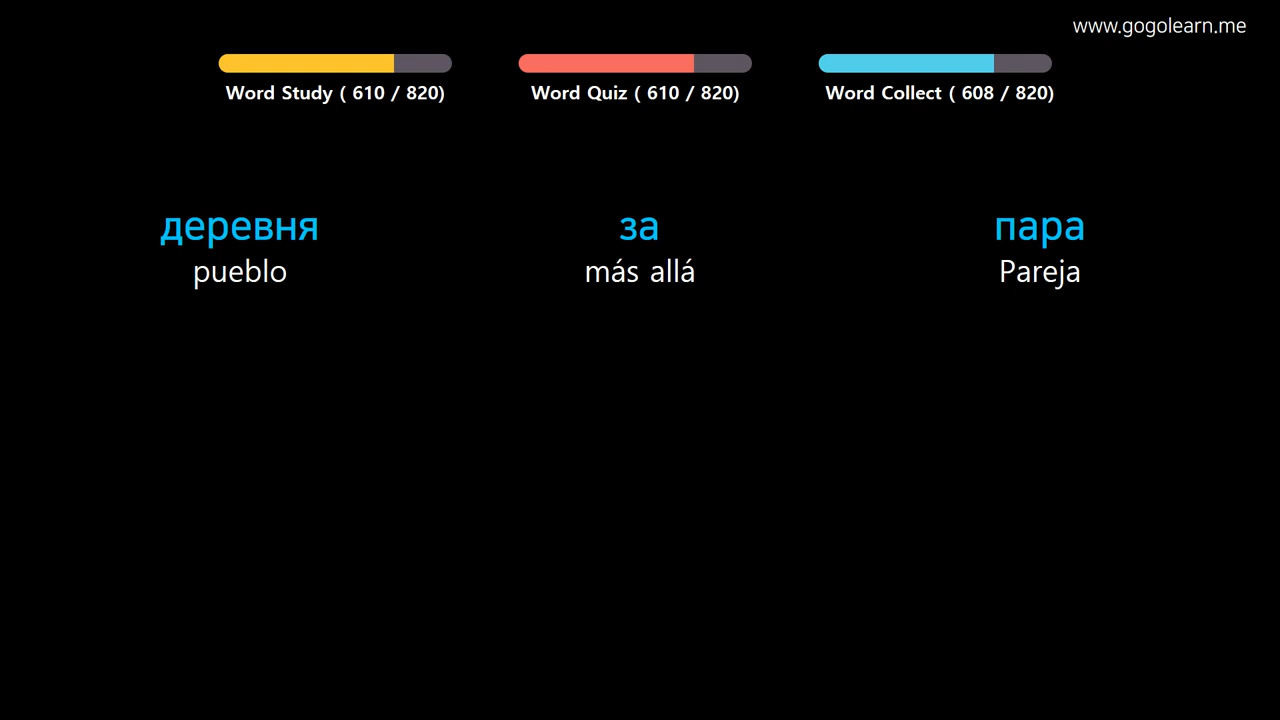 www.gogolearn.me
Word Study ( 610 / 820)
Word Quiz ( 610 / 820)
Word Collect ( 608 / 820)
деревня
pueblo
за
más allá
пара
Pareja